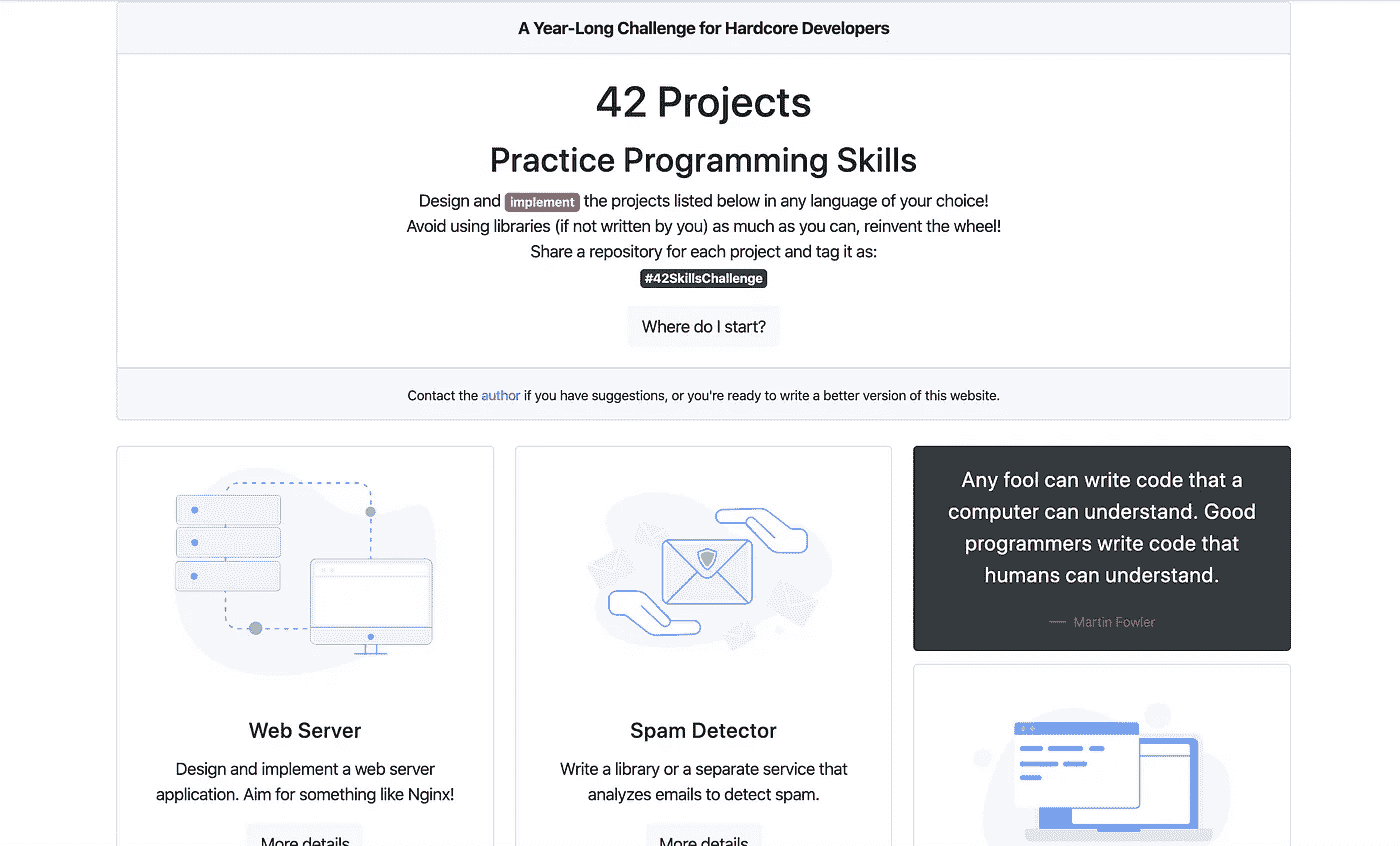 A Year-Long Challenge for Hardcore Developers
42 Projects
Practice Programming Skills
Design and implement the projects listed below in any language of your choice!
Avoid using libraries (if not written by you) as much as you can, reinvent the wheel!
Share a repository for each project and tag it as:
#42SkillsChallenge
Where do I start?
Contact the author if you have suggestions, or you're ready to write a better version of this website.
Web Server
Design and implement a web server
application. Aim for something like Nginx!
More details
Spam Detector
Write a library or a separate service that
analyzes emails to detect spam.
More details
Any fool can write code that a
computer can understand. Good
programmers write code that
humans can understand.
— Martin Fowler